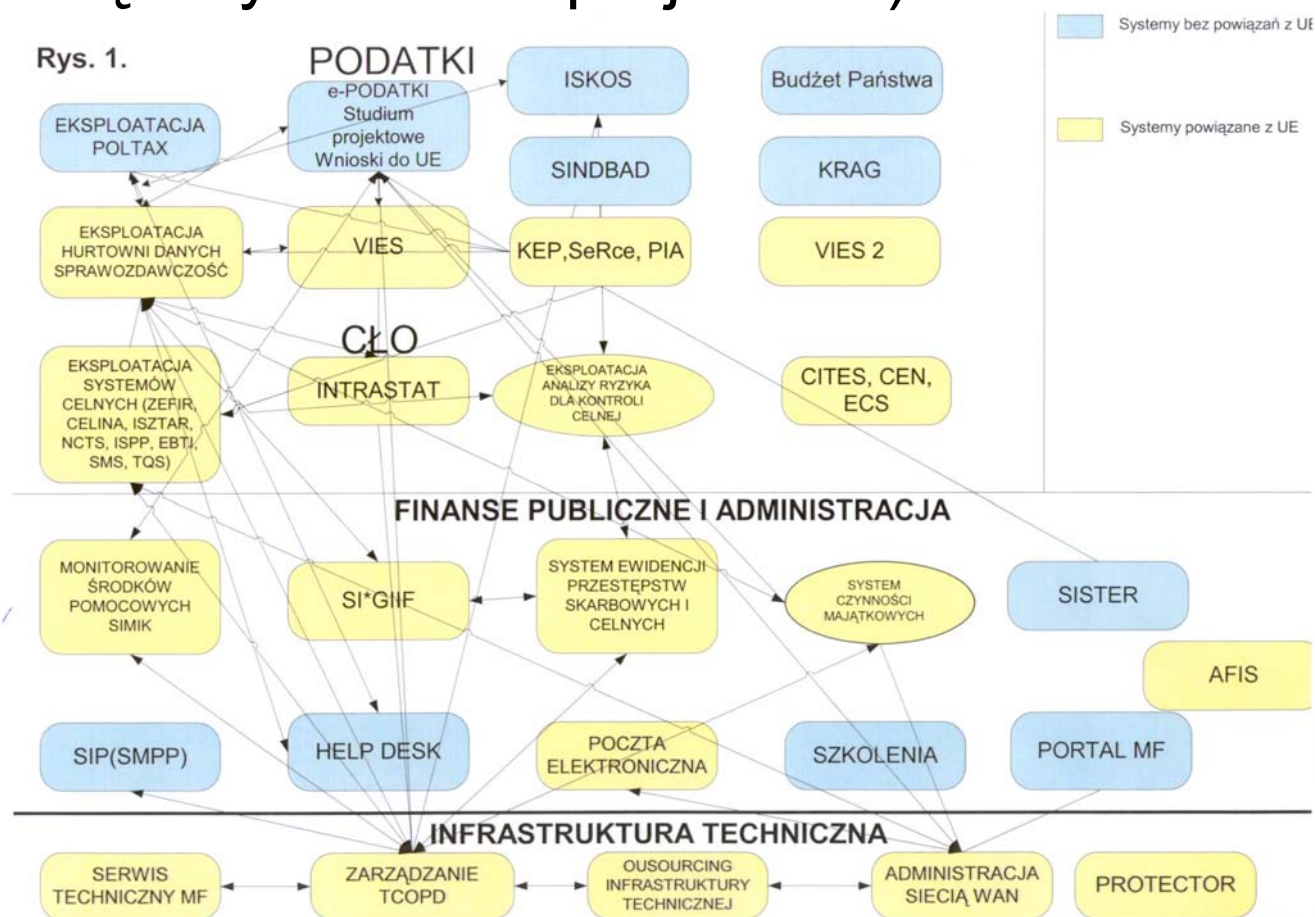 Systemy bez powiązań z UE
Rys. 1.
PODATKI
e-PODATKI
Studium
projektowe
Wnioski do UE
ISKOS
Budżet Państwa
EKSPLOATACJA
POLTAX
Systemy powiązane z UE
SINDBAD
KRAG
EKSPLOATACJA
HURTOWNI DANYCH
SPRAWOZDAWCZOŚĆ
VIES
KEP,SeRce, PIA
VIES 2
CŁO
EKSPLOATACJA
SYSTEMÓW
CELNYCH (ZEFIR,
CELINA, ISZTAR,
NCTS, ISPP, EBTI,
SMS, TQS)
INTRASTAT
EKSPLOATACJA
ANALIZY RYZYKA
DLA KONTROLI
CELNEJ
CITES, CEN,
ECS
FINANSE PUBLICZNE I ADMINISTRACJA
MONITOROWANIE
ŚRODKÓW
POMOCOWYCH
SIMIK
SI*GIIF
SYSTEM EWIDENCJI
PRZESTĘPSTW
SKARBOWYCH I
CELNYCH
SYSTEM
CZYNNOŚCI
MAJĄTKOWYCH
SISTER
AFIS
SIP(SMPP)
HELP DESK
POCZTA
ELEKTRONICZNA
SZKOLENIA
PORTAL MF
INFRASTRUKTURA TECHNICZNA
SERWIS
TECHNICZNY MF
ZARZĄDZANIE
TCOPD
OUSOURCING
INFRASTRUKTURY
TECHNICZNEJ
ADMINISTRACJA
SIECIĄ WAN
PROTECTOR